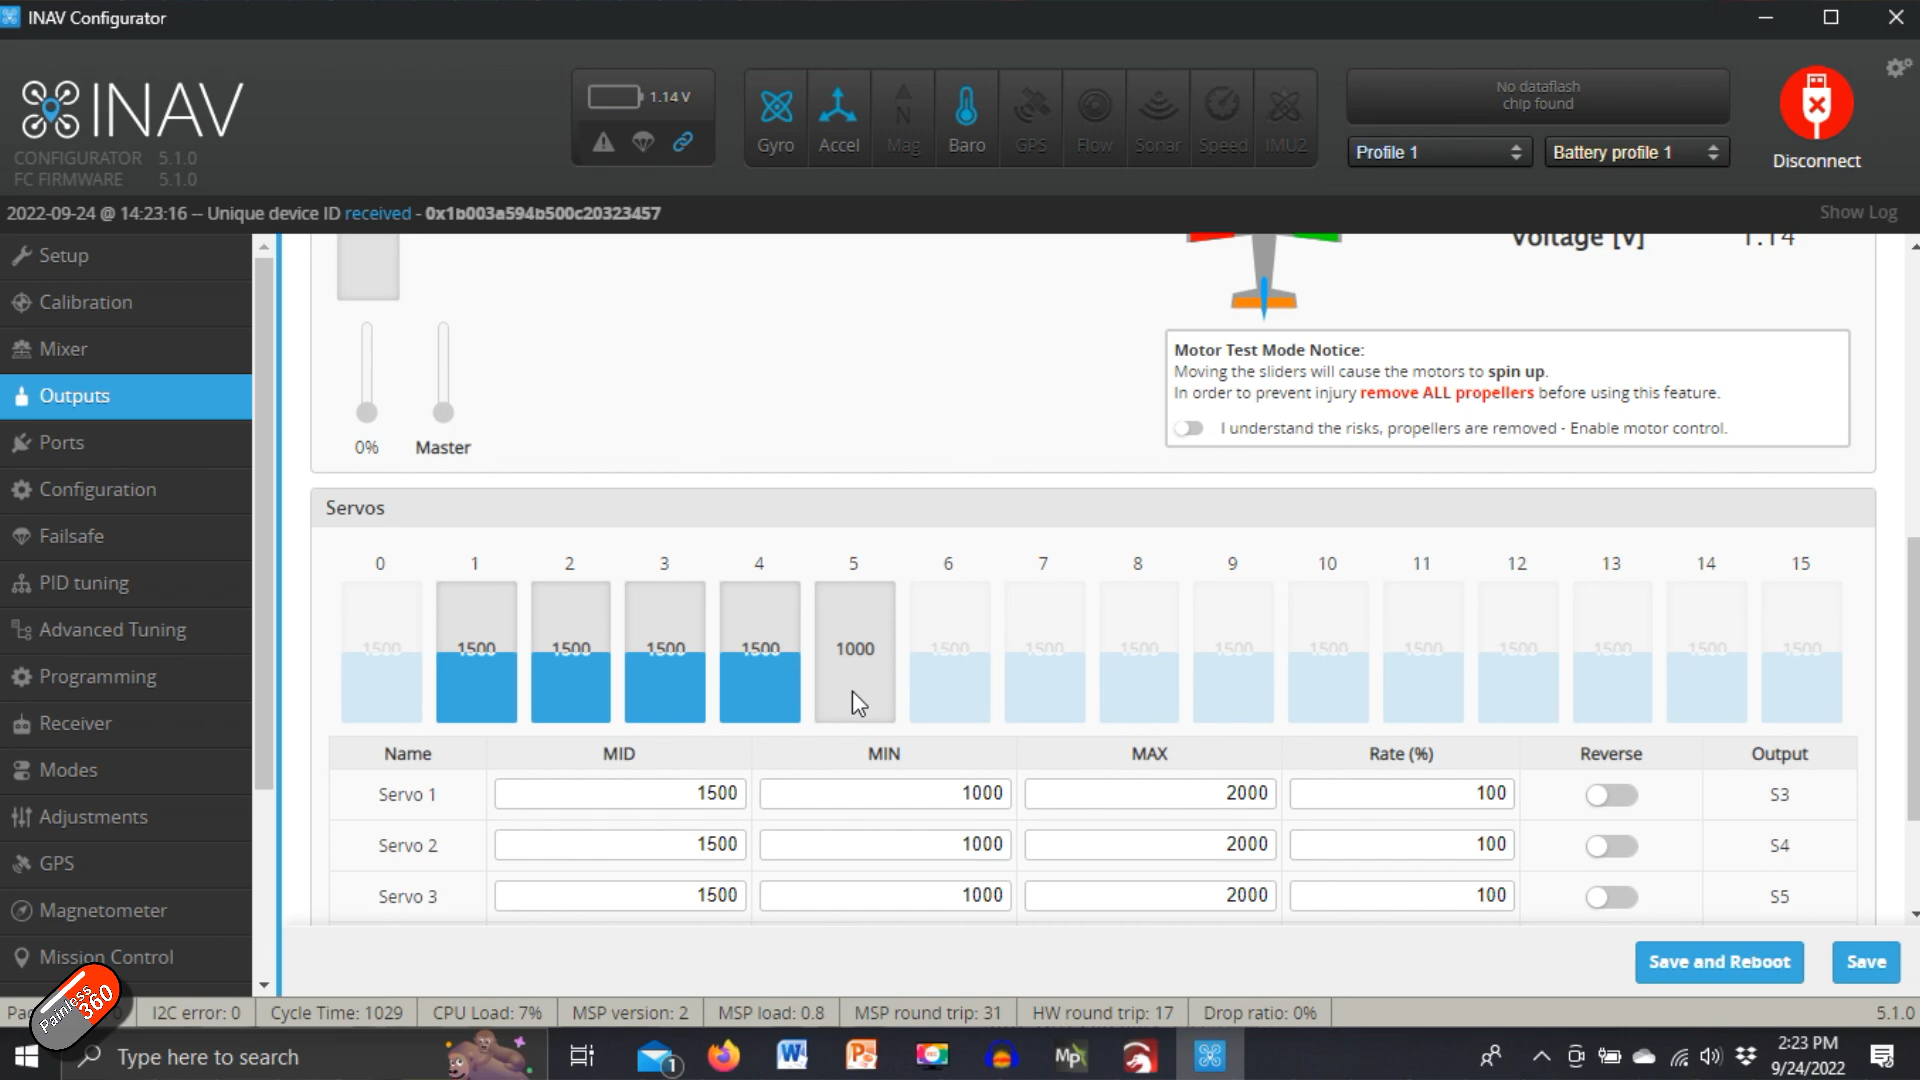 INAV Configurator
INAV
CONFIGURATOR 5.1.0
FC FIRMWARE 5.1.0
1.14 V
Gyro Accel Mag Baro GPS Flow Sonar Speed IMU2
No dataflash
chip found
Profile 1
Battery profile 1
Disconnect
2022-09-24 @ 14:23:16 -- Unique device ID received - 0x1b003a594b500c20323457
Show Log
Setup
Calibration
Mixer
Outputs
Ports
Configuration
Failsafe
PID tuning
Advanced Tuning
Programming
Receiver
Modes
Adjustments
GPS
Magnetometer
Mission Control
Voltage [V] 1.14
Motor Test Mode Notice:
Moving the sliders will cause the motors to spin up.
In order to prevent injury remove ALL propellers before using this feature.
I understand the risks, propellers are removed - Enable motor control.
0% Master
Servos
0 1 2 3 4 5 6 7 8 9 10 11 12 13 14 15
1500 1500 1500 1500 1500 1000 1500 1500 1500 1500 1500 1500 1500 1500 1500 1500
Name MID MIN MAX Rate (%) Reverse Output
Servo 1 1500 1000 2000 100 S3
Servo 2 1500 1000 2000 100 S4
Servo 3 1500 1000 2000 100 S5
Save and Reboot
Save
Painless
360
I2C error: 0 Cycle Time: 1029 CPU Load: 7% MSP version: 2 MSP load: 0.8 MSP round trip: 31 HW round trip: 17 Drop ratio: 0% 5.1.0
Type here to search
1
2:23 PM
9/24/2022